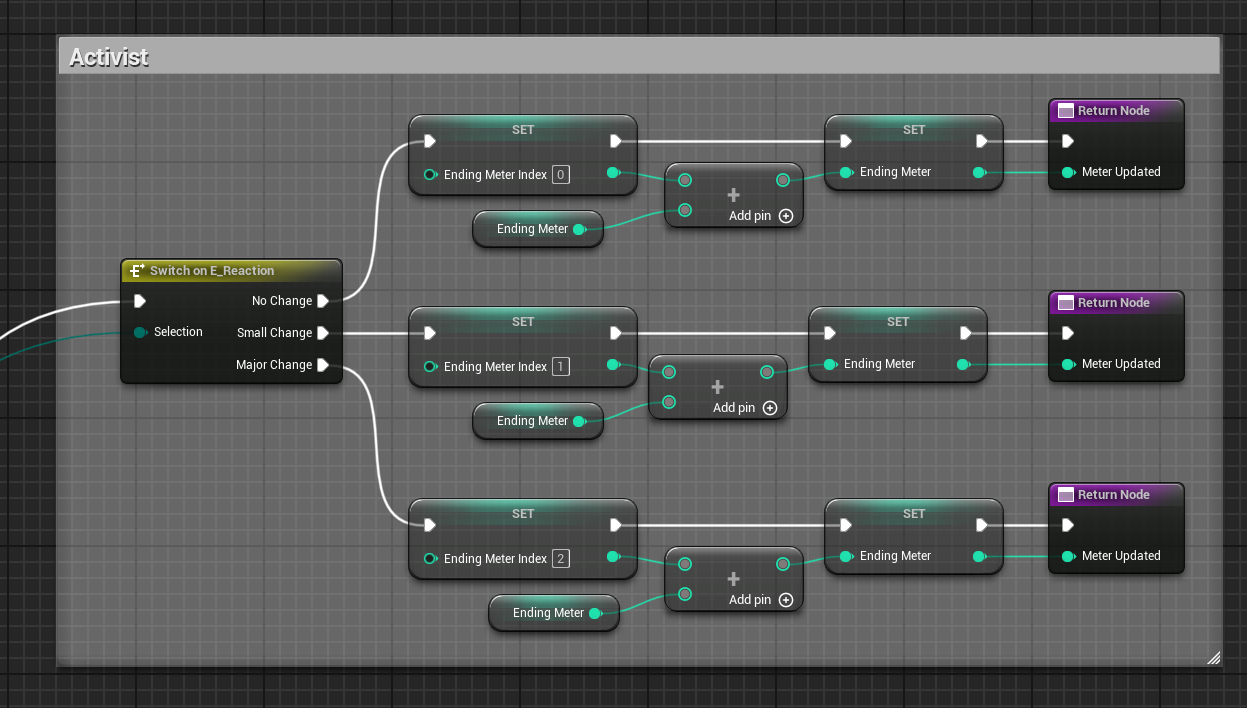 Activist
SET
Ending Meter Index 0
Ending Meter
+
Add pin
SET
Ending Meter
Return Node
Meter Updated
Switch on E_Reaction
No Change
Selection
Small Change
Major Change
SET
Ending Meter Index 1
Ending Meter
+
Add pin
SET
Ending Meter
Return Node
Meter Updated
SET
Ending Meter Index 2
Ending Meter
+
Add pin
SET
Ending Meter
Return Node
Meter Updated